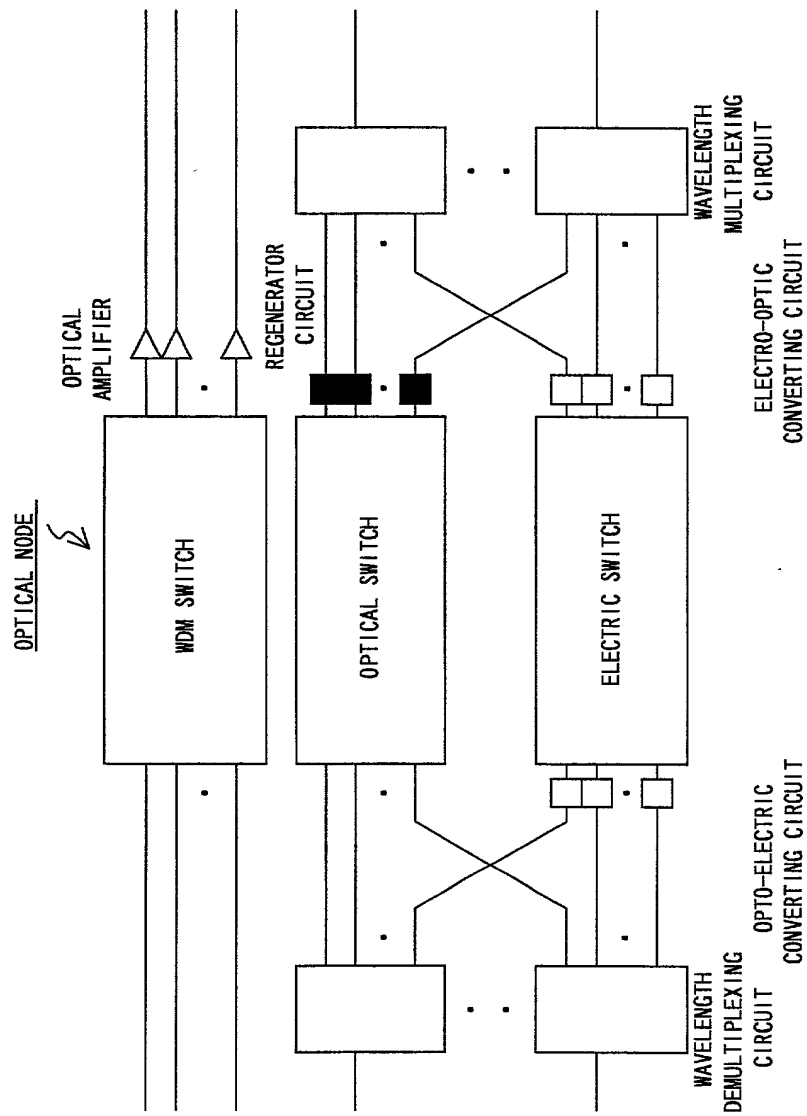 OPTICAL NODE
WDM SWITCH
OPTICAL
AMPLIFIER
OPTICAL SWITCH
REGENERATOR
CIRCUIT
ELECTRIC SWITCH
WAVELENGTH
DEMULTIPLEXING
CIRCUIT
OPTO-ELECTRIC
CONVERTING CIRCUIT
ELECTRO-OPTIC
CONVERTING CIRCUIT
WAVELENGTH
MULTIPLEXING
CIRCUIT